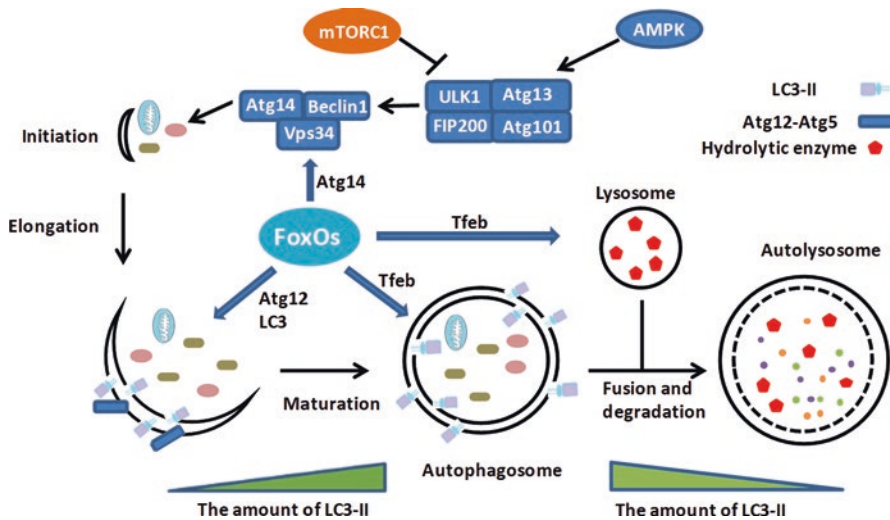 mTORC1
AMPK
ULK1
Atg13
FIP200
Atg101
Atg14
Beclin1
Vps34
LC3-II
Atg12-Atg5
Hydrolytic enzyme
Initiation
Atg14
Elongation
FoxOs
Tfeb
Lysosome
Atg12
LC3
Tfeb
Autolysosome
Maturation
Fusion and
degradation
Autophagosome
The amount of LC3-II
The amount of LC3-II